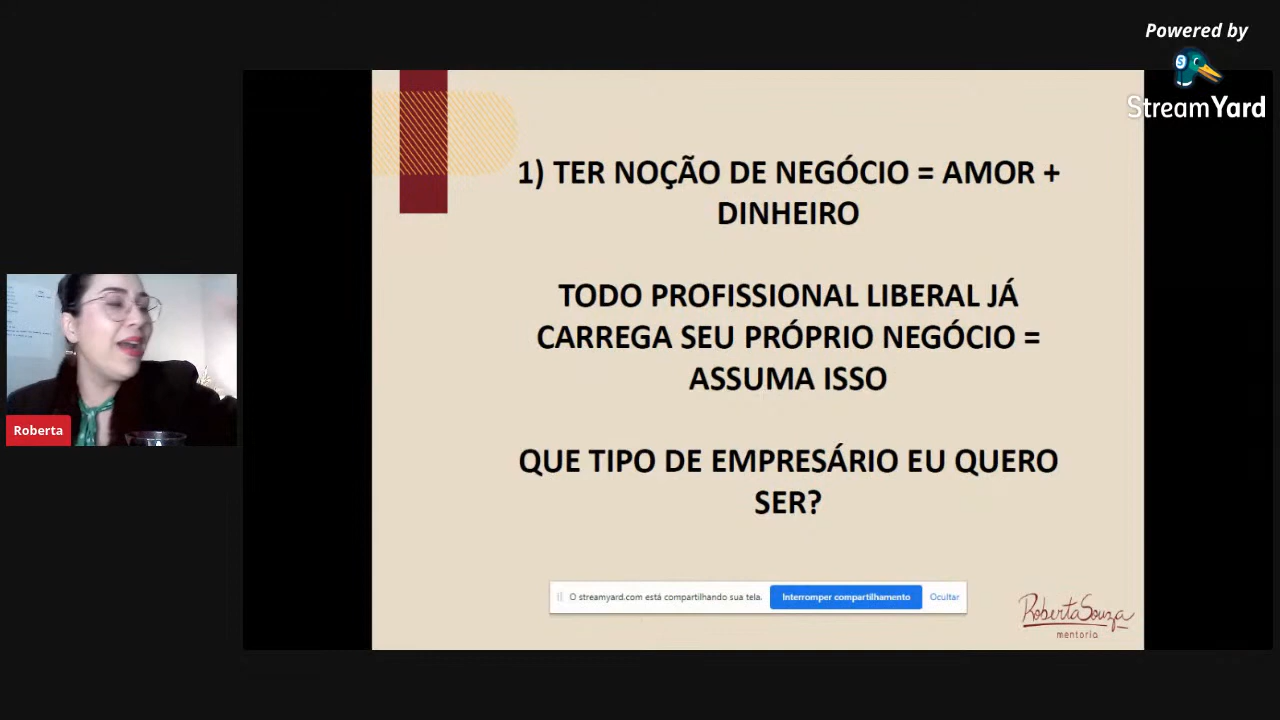 Powered by
StreamYard
1) TER NOÇÃO DE NEGÓCIO = AMOR +
DINHEIRO
TODO PROFISSIONAL LIBERAL JÁ
CARREGA SEU PRÓPRIO NEGÓCIO =
ASSUMA ISSO
QUE TIPO DE EMPRESÁRIO EU QUERO
SER?
Roberta
O streamyard.com está compartilhando sua tela.
Interromper compartilhamento
Ocultar
RobertaSouza
mentoria